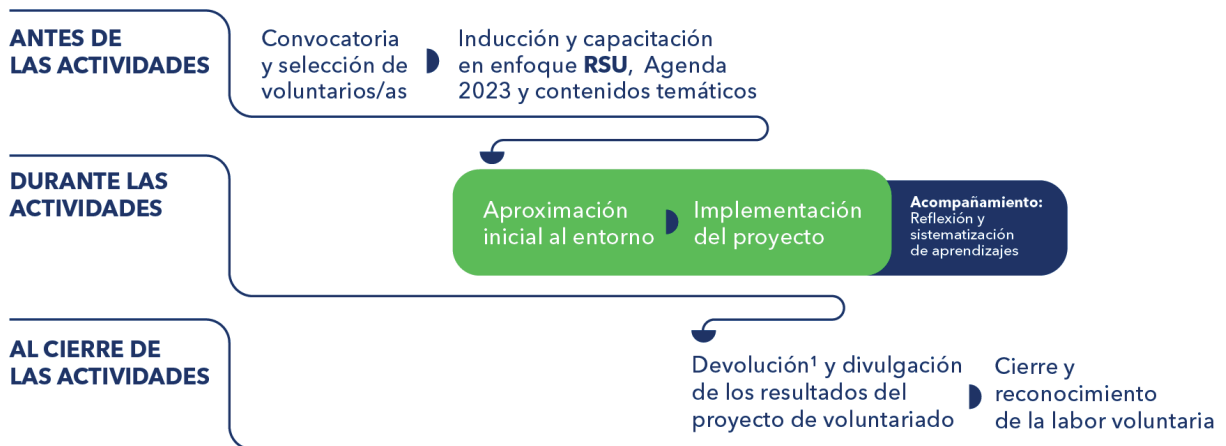 ANTES DE
LAS ACTIVIDADES
Convocatoria
y selección de
voluntarios/as
Inducción y capacitación
en enfoque RSU, Agenda
2023 y contenidos temáticos
DURANTE LAS
ACTIVIDADES
Aproximación
inicial al entorno
Implementación
del proyecto
Acompañamiento:
Reflexión y
sistematización
de aprendizajes
AL CIERRE DE
LAS ACTIVIDADES
Devolución¹ y divulgación
de los resultados del
proyecto de voluntariado
Cierre y
reconocimiento
de la labor voluntaria